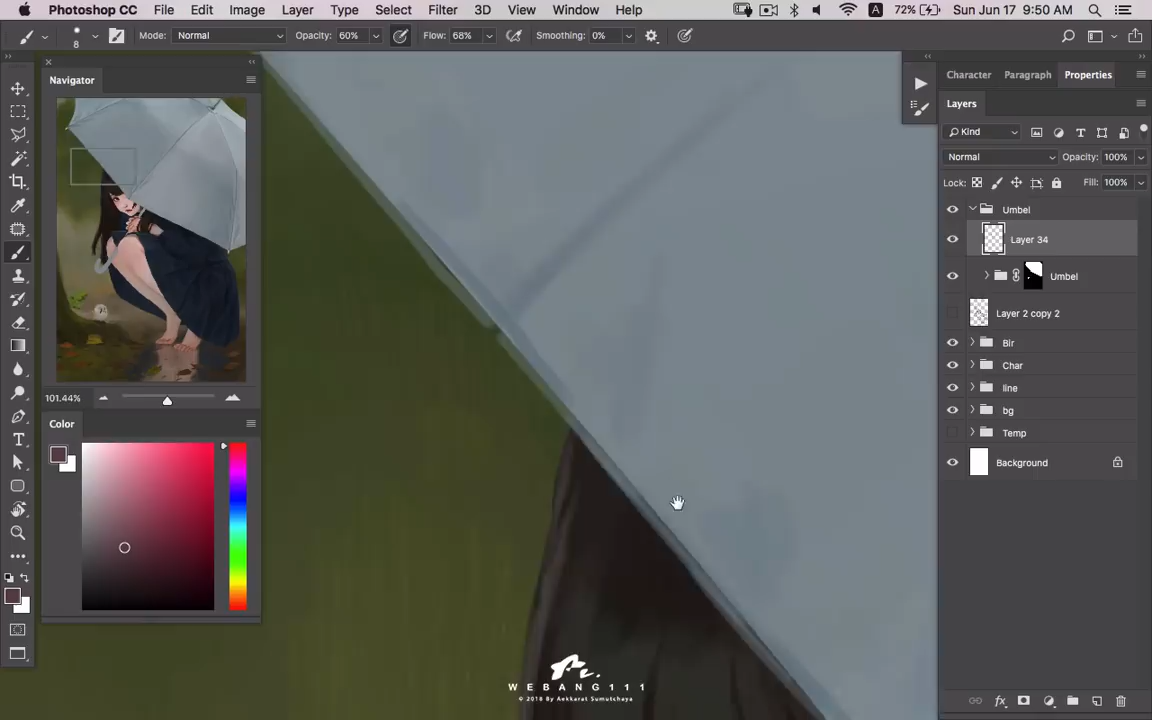 Photoshop CC File Edit Image Layer Type Select Filter 3D View Window Help 72% Sun Jun 17 9:50 AM
8 Mode: Normal Opacity: 60% Flow: 68% Smoothing: 0%
Navigator
101.44%
Color
Character Paragraph Properties
Layers
Kind
Normal Opacity: 100%
Lock: Fill: 100%
Umbel
Layer 34
Umbel
Layer 2 copy 2
Bir
Char
line
bg
Temp
Background
WEBANG111
© 2018 By Aekkarat Sumutchaya